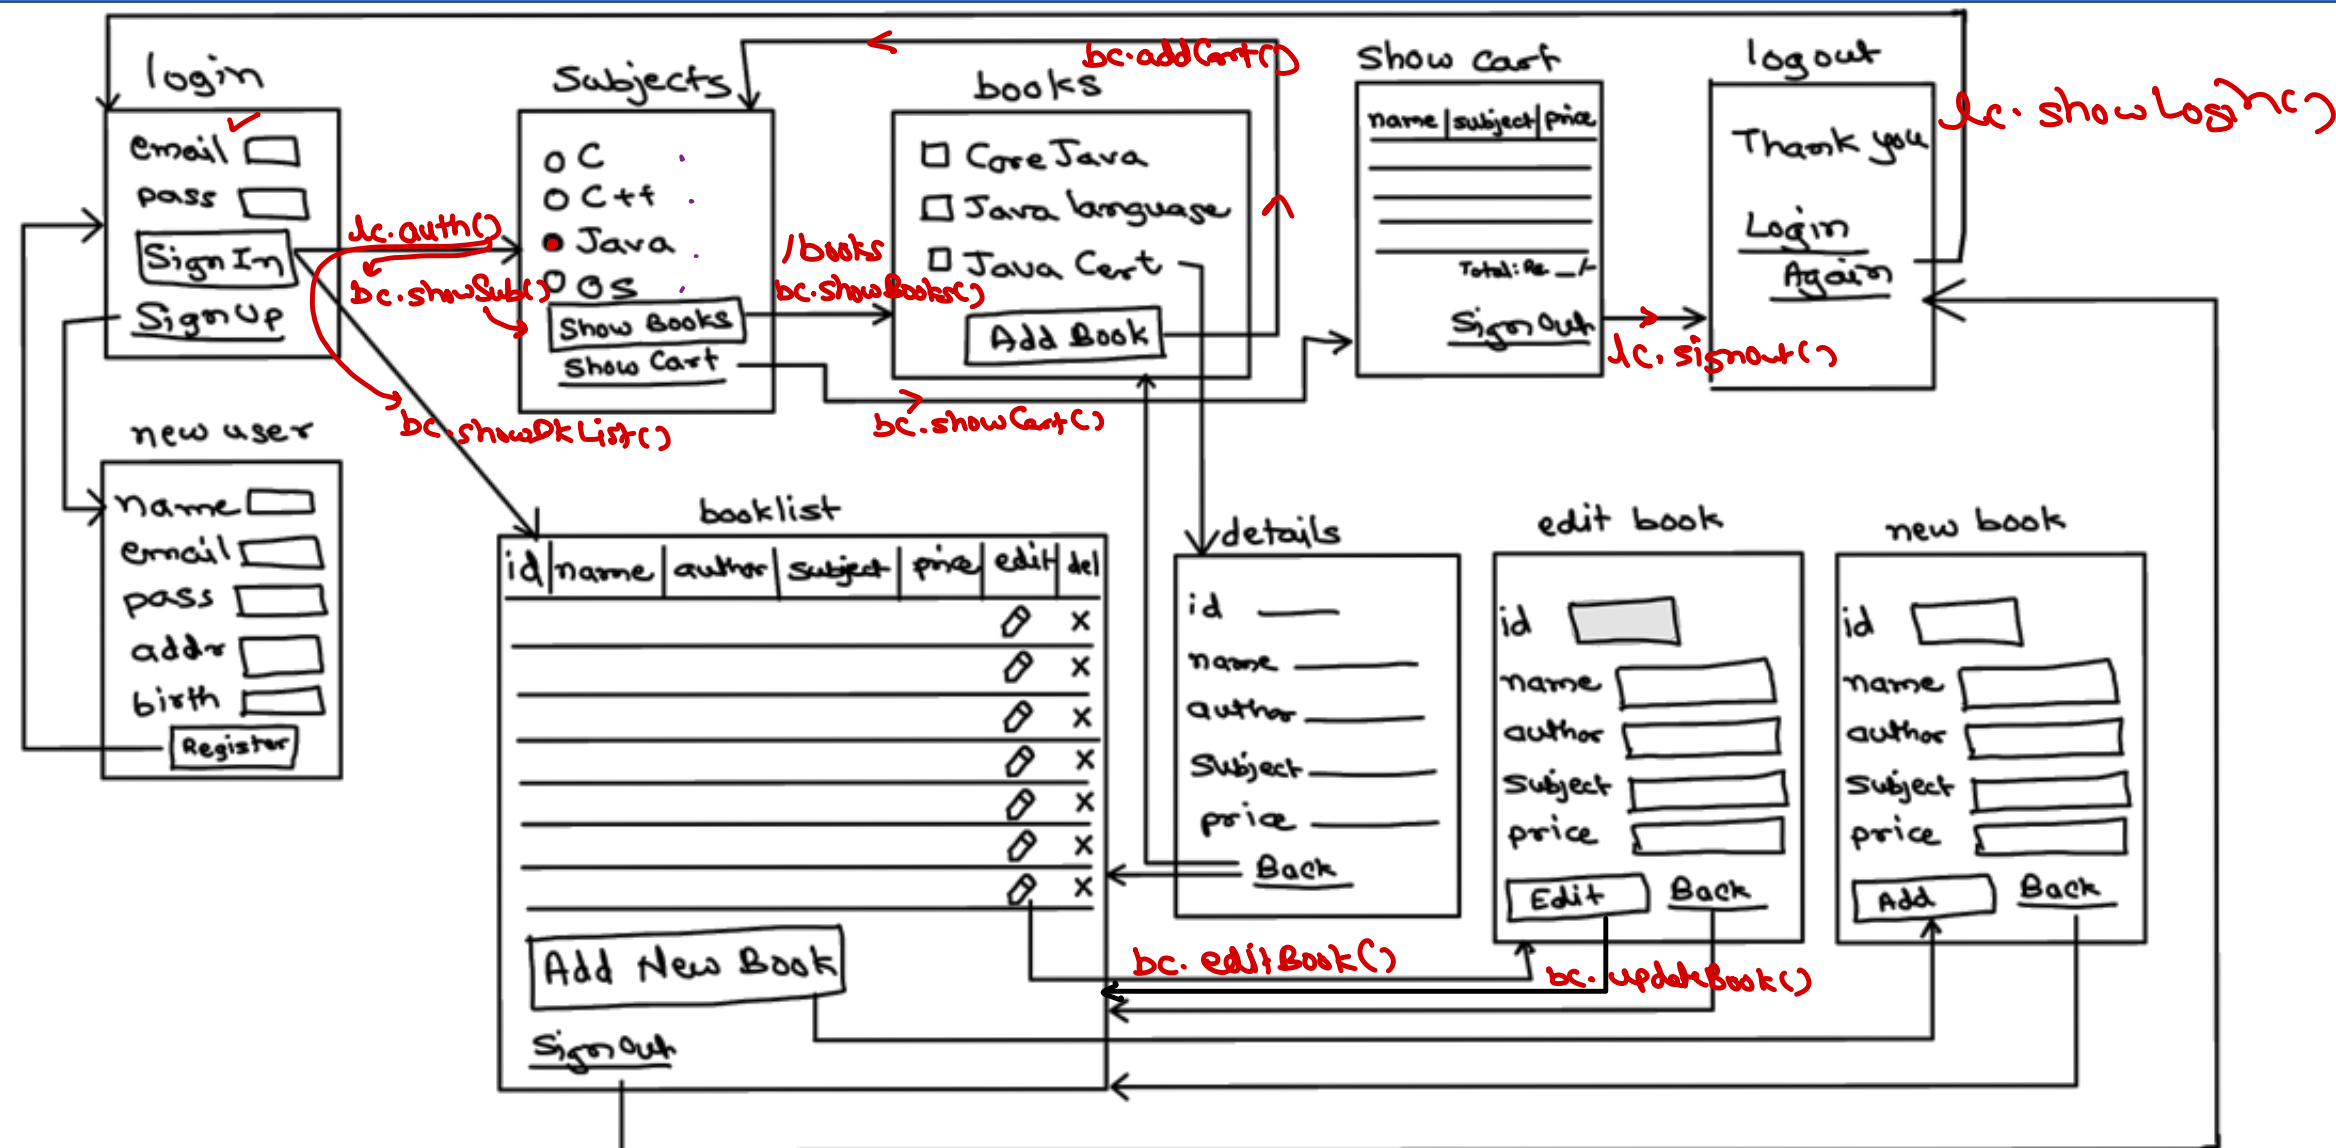 login
email
pass
Sign In
Sign Up
lc.auth()
bc.showSub()
bc.showBkList()
Subjects
C
C++
Java
OS
Show Books
Show Cart
/books
bc.showBooks()
bc.addCart()
books
Core Java
Java language
Java Cert
Add Book
bc.showCart()
Show cart
name subject price
Total: Rs. __/-
Sign Out
lc.signout()
logout
Thank you
Login
Again
lc.showLogin()
new user
name
email
pass
addr
birth
Register
booklist
id name author subject price edit del
x
x
x
x
x
x
x
Add New Book
Sign Out
details
id
name
author
Subject
price
Back
bc.editBook()
edit book
id
name
author
Subject
price
Edit Back
bc.updateBook()
new book
id
name
author
Subject
price
Add Back